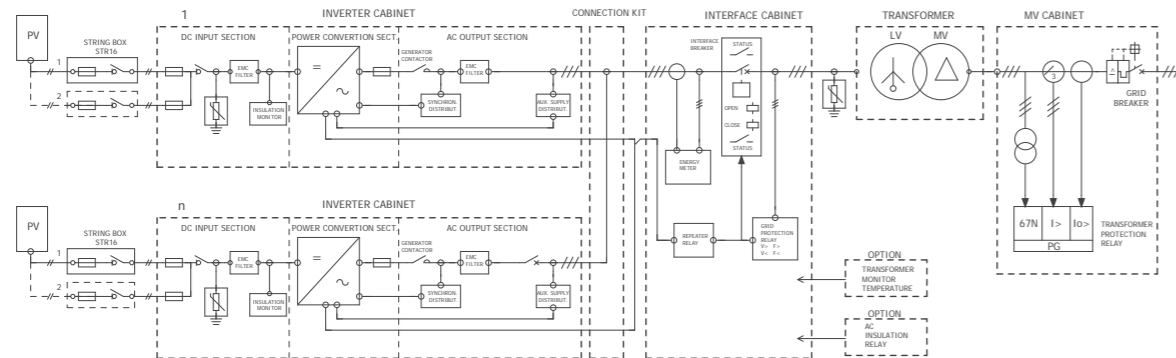 1
INVERTER CABINET
CONNECTION KIT
INTERFACE CABINET
TRANSFORMER
MV CABINET
PV
STRING BOX
STR16
1
2
DC INPUT SECTION
POWER CONVERTION SECT.
AC OUTPUT SECTION
EMC
FILTER
INSULATION
MONITOR
GENERATOR
CONTACTOR
EMC
FILTER
SYNCHRON.
DISTRIBUT.
AUX. SUPPLY
DISTRIBUT.
INTERFACE
BREAKER
STATUS
OPEN
CLOSE
STATUS
ENERGY
METER
REPEATER
RELAY
GRID
PROTECTION
RELAY
V> F>
V< F<
LV
MV
3
I>
GRID
BREAKER
67N
I>
Io>
PG
TRANSFORMER
PROTECTION
RELAY
n
INVERTER CABINET
PV
STRING BOX
STR16
1
2
DC INPUT SECTION
POWER CONVERTION SECT.
AC OUTPUT SECTION
EMC
FILTER
INSULATION
MONITOR
GENERATOR
CONTACTOR
EMC
FILTER
SYNCHRON.
DISTRIBUT.
AUX. SUPPLY
DISTRIBUT.
OPTION
TRANSFORMER
MONITOR
TEMPERATURE
OPTION
AC
INSULATION
RELAY